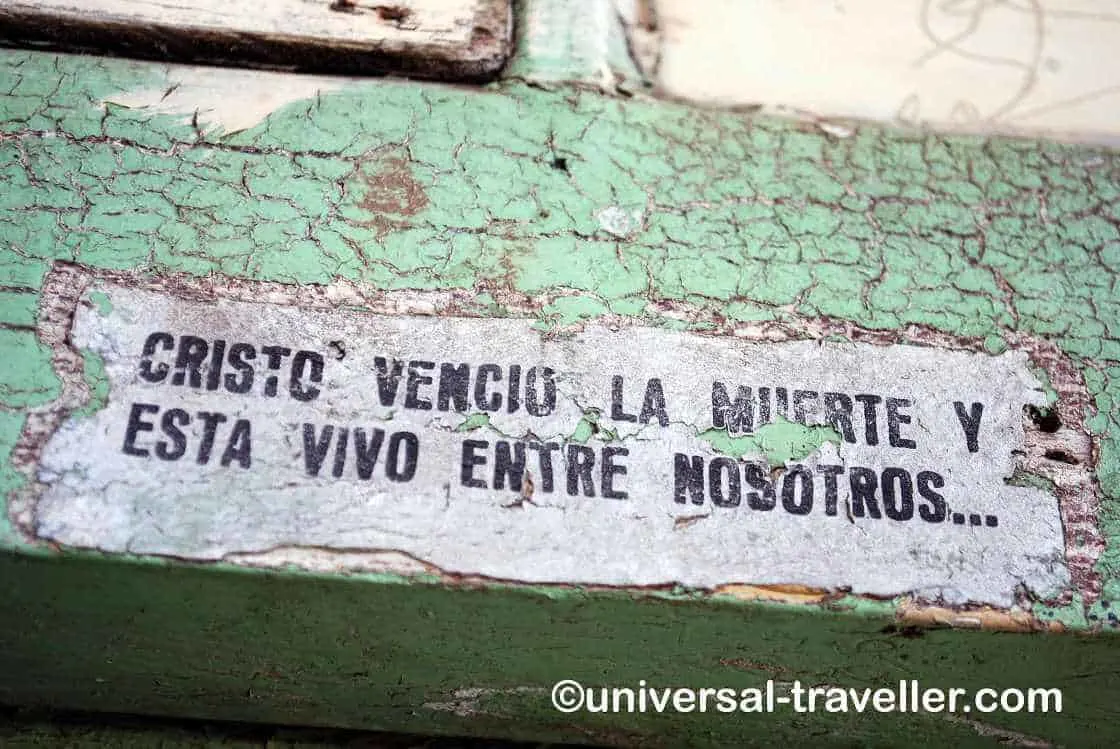 CRISTO VENCIO LA MUERTE Y
ESTA VIVO ENTRE NOSOTROS...
©universal-traveller.com